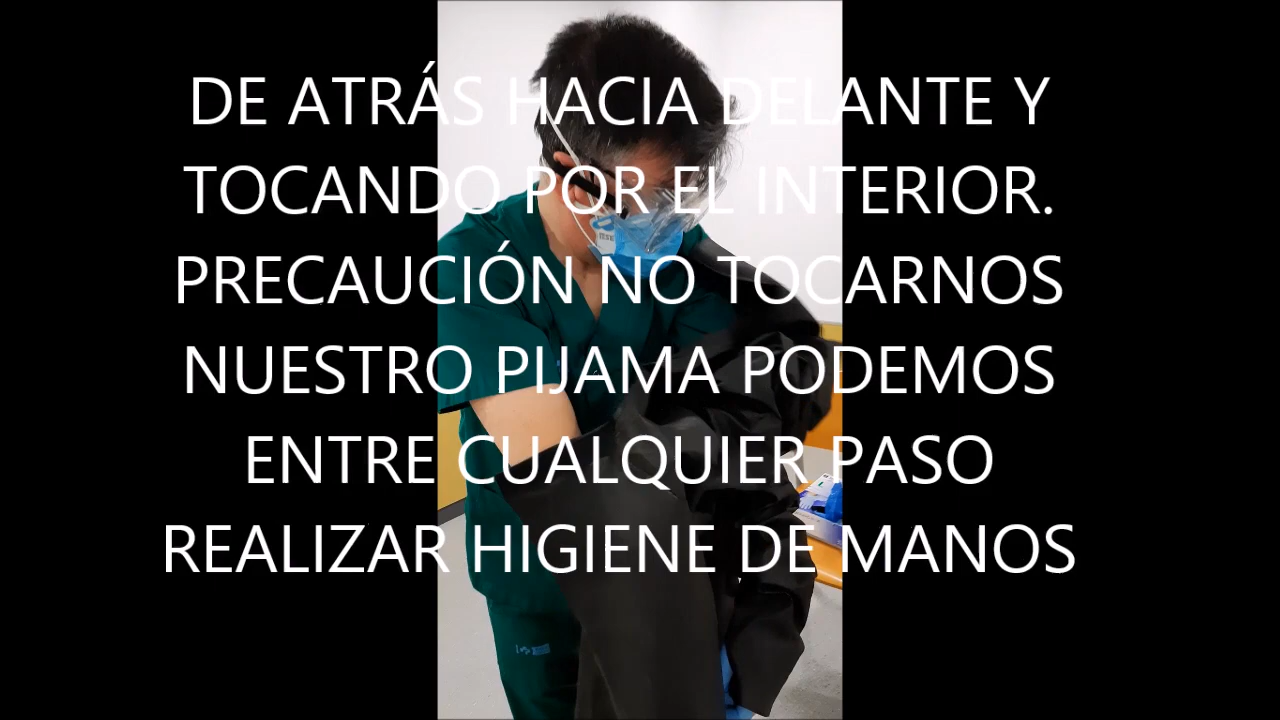 DE ATRÁS HACIA DELANTE Y
TOCANDO POR EL INTERIOR.
PRECAUCIÓN NO TOCARNOS
NUESTRO PIJAMA PODEMOS
ENTRE CUALQUIER PASO
REALIZAR HIGIENE DE MANOS